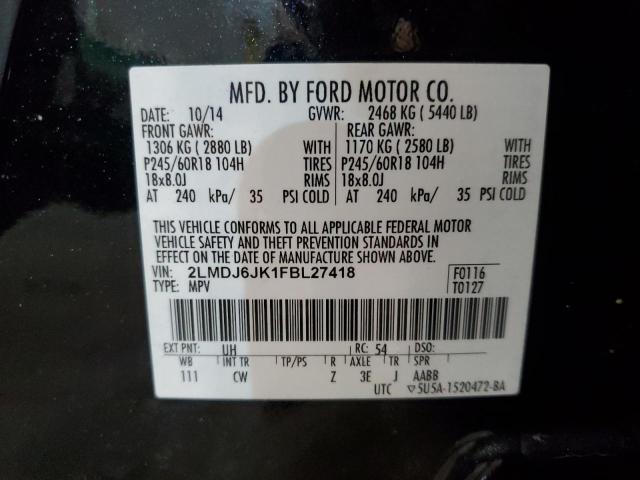 MFD. BY FORD MOTOR CO.
DATE: 10/14 GVWR: 2468 KG ( 5440 LB)
FRONT GAWR: REAR GAWR:
1306 KG ( 2880 LB) WITH 1170 KG ( 2580 LB) WITH
P245/60R18 104H TIRES P245/60R18 104H TIRES
18x8.0J RIMS 18x8.0J RIMS
AT 240 kPa/ 35 PSI COLD AT 240 kPa/ 35 PSI COLD
THIS VEHICLE CONFORMS TO ALL APPLICABLE FEDERAL MOTOR
VEHICLE SAFETY AND THEFT PREVENTION STANDARDS IN
EFFECT ON THE DATE OF MANUFACTURE SHOWN ABOVE.
VIN: 2LMDJ6JK1FBL27418 F0116
TYPE: MPV T0127
EXT PNT: UH RC: 54 DSO:
WB INT TR TP/PS R AXLE TR SPR
111 CW Z 3E J AABB
UTC ▽5U5A-1520472-BA